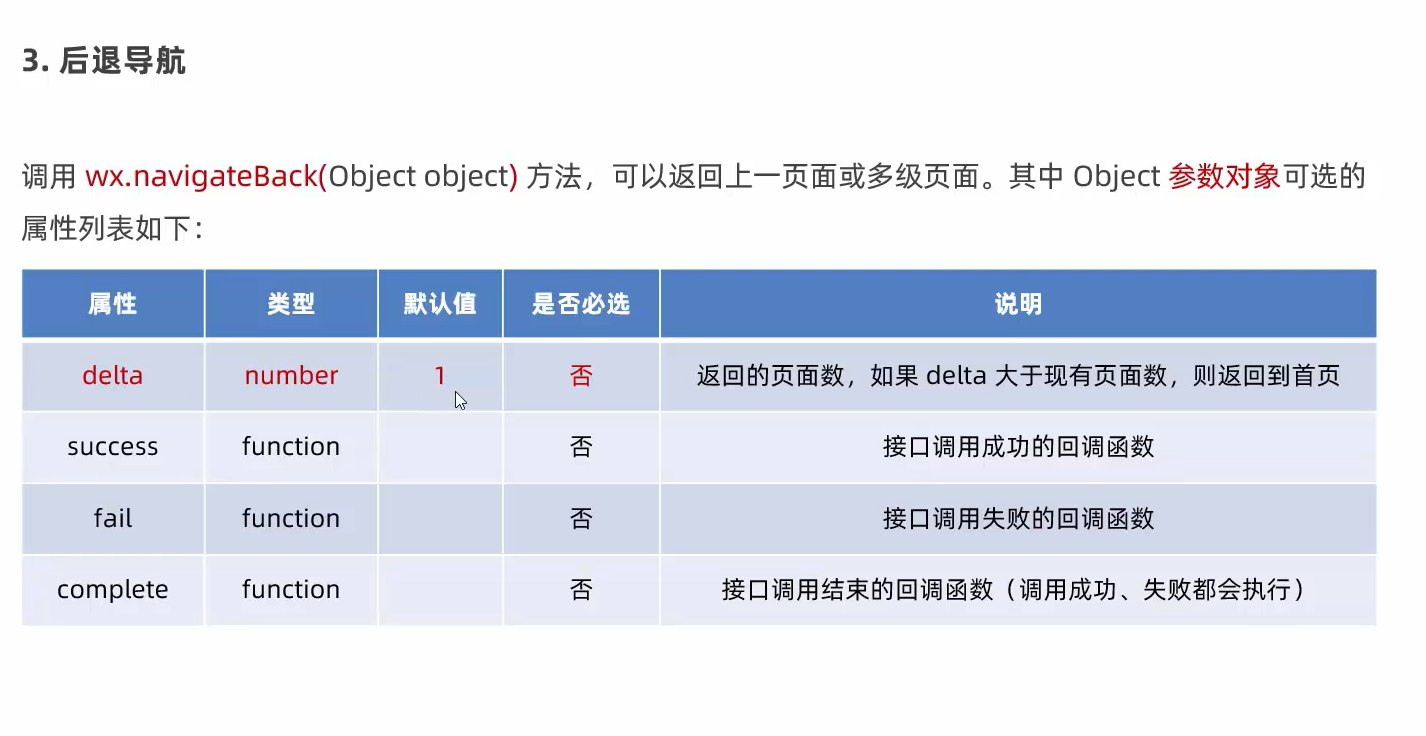 3. 后退导航
调用 wx.navigateBack(Object object) 方法，可以返回上一页面或多级页面。其中 Object 参数对象可选的
属性列表如下：
属性 类型 默认值 是否必选 说明
delta number 1 否 返回的页面数，如果 delta 大于现有页面数，则返回到首页
success function 否 接口调用成功的回调函数
fail function 否 接口调用失败的回调函数
complete function 否 接口调用结束的回调函数（调用成功、失败都会执行）